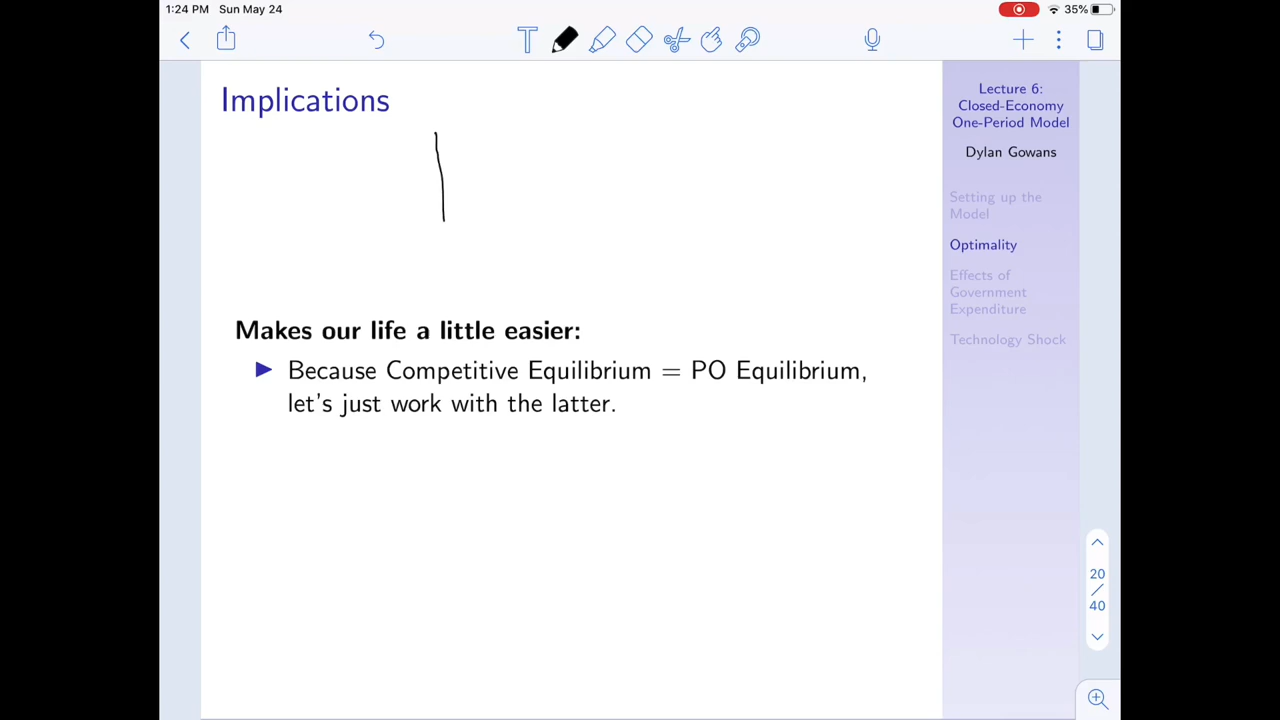 1:24 PM Sun May 24
35%
Implications
Makes our life a little easier:
Because Competitive Equilibrium = PO Equilibrium,
let's just work with the latter.
Lecture 6:
Closed-Economy
One-Period Model
Dylan Gowans
Setting up the
Model
Optimality
Effects of
Government
Expenditure
Technology Shock
20
/
40